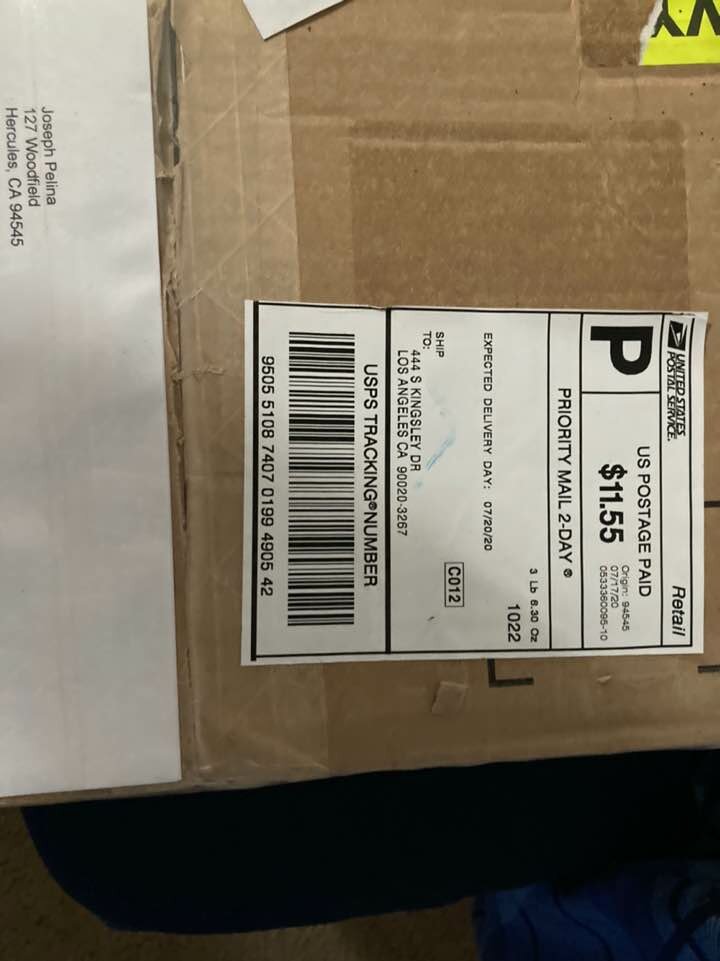 Joseph Pelina
127 Woodfield
Hercules, CA 94545
UNITED STATES
POSTAL SERVICE.
Retail
P
US POSTAGE PAID
$11.55
Origin: 94545
07/17/20
0533360095-10
PRIORITY MAIL 2-DAY ®
3 Lb 8.30 Oz
1022
EXPECTED DELIVERY DAY: 07/20/20
C012
SHIP
TO:
444 S KINGSLEY DR
LOS ANGELES CA 90020-3267
USPS TRACKING® NUMBER
9505 5108 7407 0199 4905 42